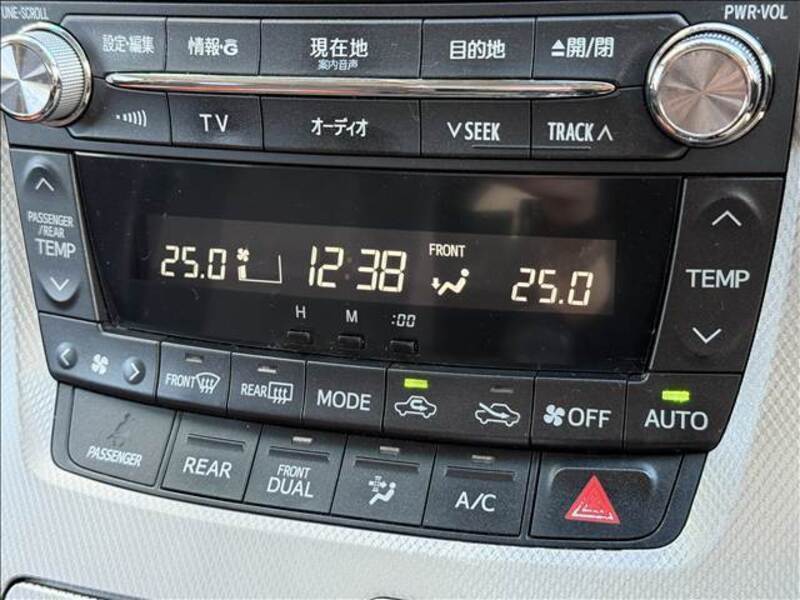 TUNE·SCROLL
PWR·VOL
設定・編集 情報・G 現在地 目的地 ▲開/閉
案内音声
TV オーディオ ∨SEEK TRACK∧
PASSENGER
/REAR
TEMP
25.0 12:38 FRONT 25.0
TEMP
H M :00
FRONT REAR MODE OFF AUTO
PASSENGER REAR FRONT
DUAL A/C